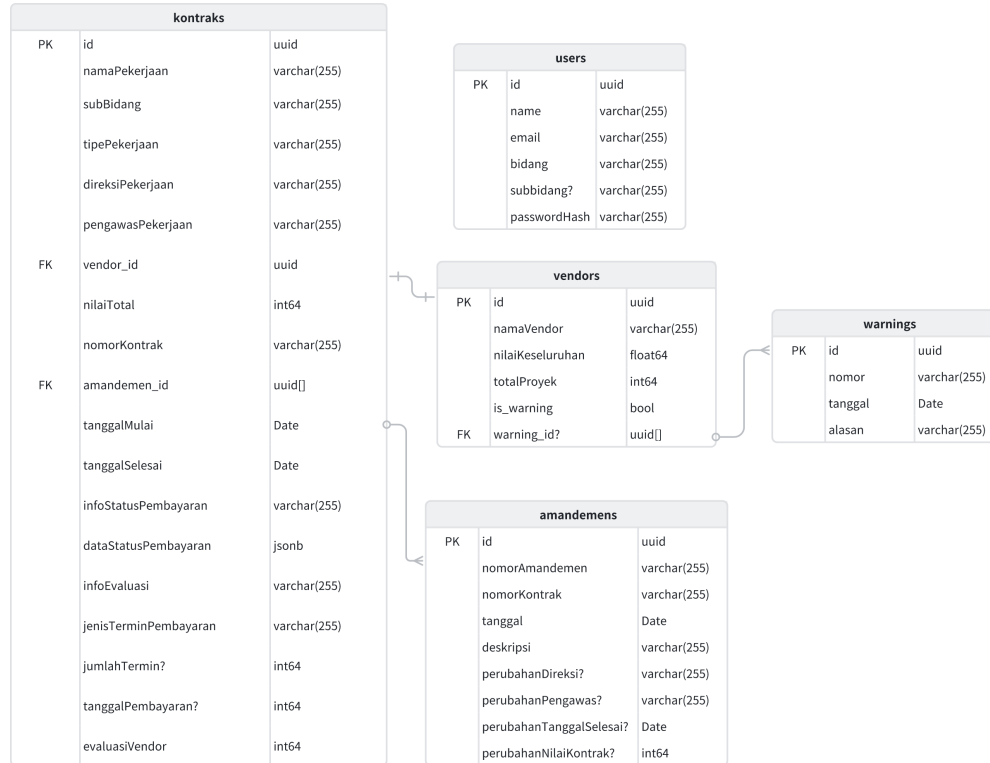 kontraks
PK id uuid
namaPekerjaan varchar(255)
subBidang varchar(255)
tipePekerjaan varchar(255)
direksiPekerjaan varchar(255)
pengawasPekerjaan varchar(255)
FK vendor_id uuid
nilaiTotal int64
nomorKontrak varchar(255)
FK amandemen_id uuid[]
tanggalMulai Date
tanggalSelesai Date
infoStatusPembayaran varchar(255)
dataStatusPembayaran jsonb
infoEvaluasi varchar(255)
jenisTerminPembayaran varchar(255)
jumlahTermin? int64
tanggalPembayaran? int64
evaluasiVendor int64
users
PK id uuid
name varchar(255)
email varchar(255)
bidang varchar(255)
subbidang? varchar(255)
passwordHash varchar(255)
vendors
PK id uuid
namaVendor varchar(255)
nilaiKeseluruhan float64
totalProyek int64
is_warning bool
FK warning_id? uuid[]
warnings
PK id uuid
nomor varchar(255)
tanggal Date
alasan varchar(255)
amandemens
PK id uuid
nomorAmandemen varchar(255)
nomorKontrak varchar(255)
tanggal Date
deskripsi varchar(255)
perubahanDireksi? varchar(255)
perubahanPengawas? varchar(255)
perubahanTanggalSelesai? Date
perubahanNilaiKontrak? int64